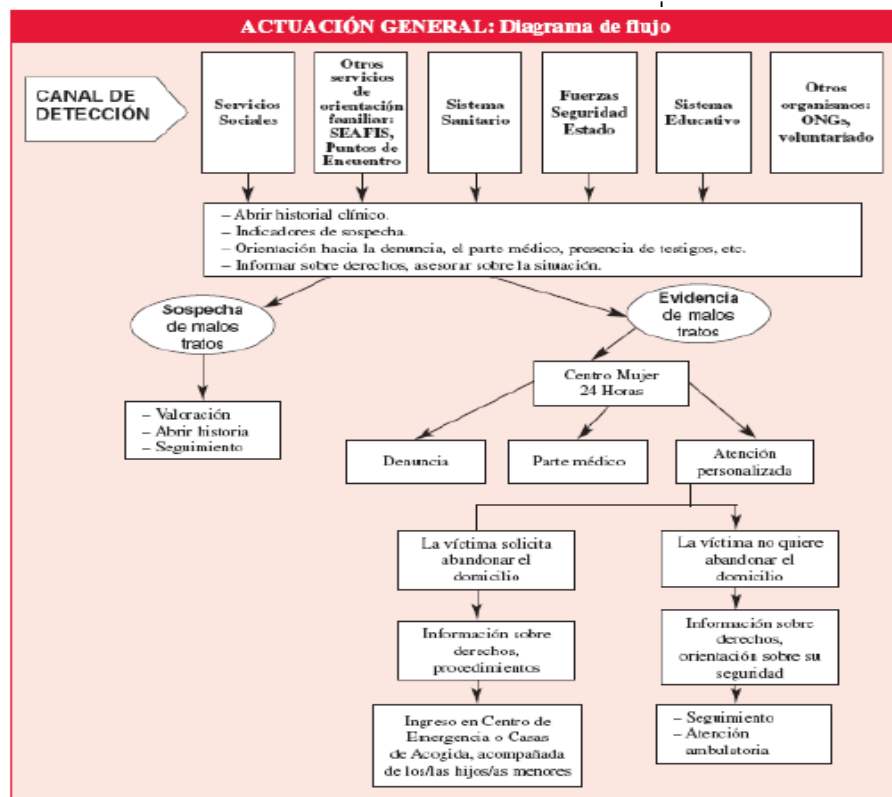 ACTUACIÓN GENERAL: Diagrama de flujo
CANAL DE
DETECCIÓN
Servicios
Sociales
Otros
servicios
de
orientación
familiar:
SEAFIS,
Puntos de
Encuentro
Sistema
Sanitario
Fuerzas
Seguridad
Estado
Sistema
Educativo
Otros
organismos:
ONGs,
voluntariado
– Abrir historial clínico.
– Indicadores de sospecha.
– Orientación hacia la denuncia, el parte médico, presencia de testigos, etc.
– Informar sobre derechos, asesorar sobre la situación.
Sospecha
de malos
tratos
Evidencia
de malos
tratos
– Valoración
– Abrir historia
– Seguimiento
Centro Mujer
24 Horas
Denuncia
Parte médico
Atención
personalizada
La víctima solicita
abandonar el
domicilio
La víctima no quiere
abandonar el
domicilio
Información sobre
derechos,
procedimientos
Información sobre
derechos,
orientación sobre su
seguridad
Ingreso en Centro de
Emergencia o Casas
de Acogida, acompañada
de los/las hijos/as menores
– Seguimiento
– Atención
ambulatoria